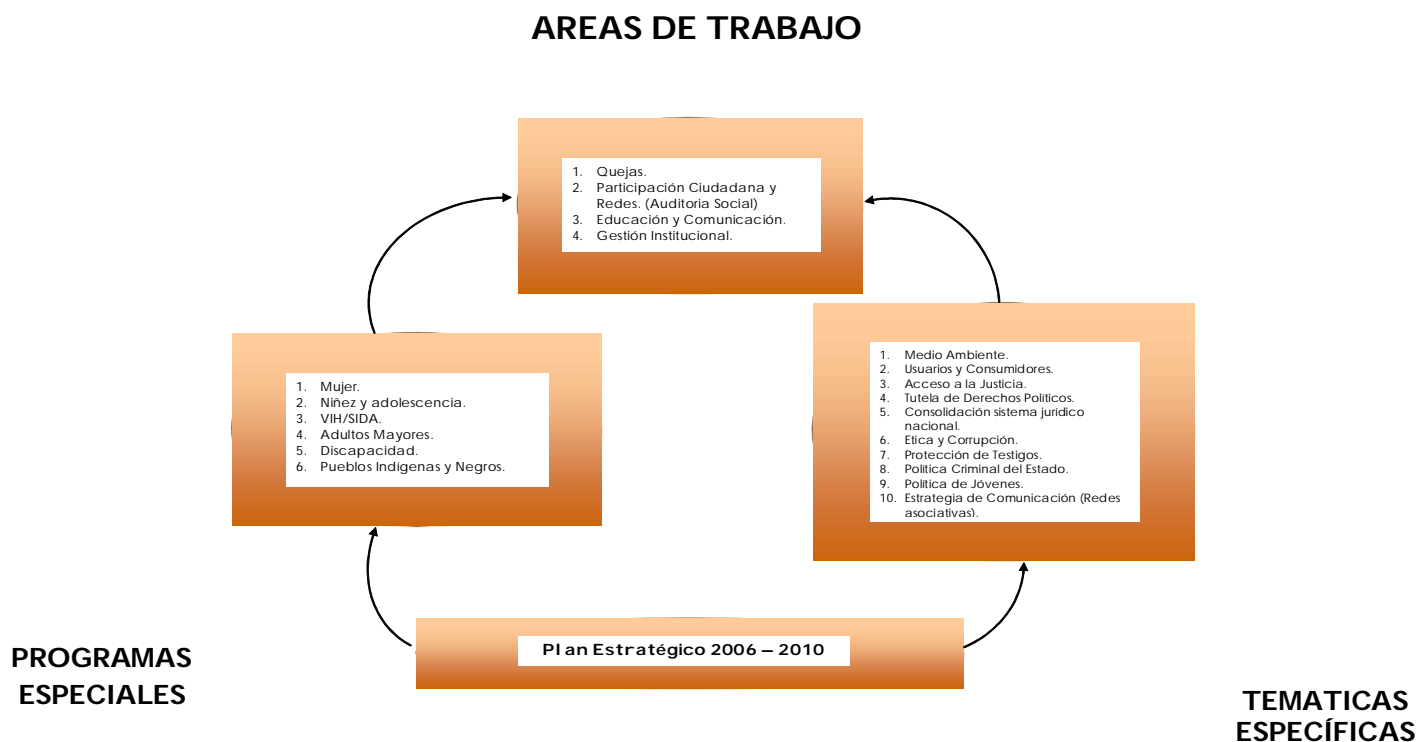 AREAS DE TRABAJO
1. Quejas.
2. Participación Ciudadana y
Redes. (Auditoria Social)
3. Educación y Comunicación.
4. Gestión Institucional.
1. Mujer.
2. Niñez y adolescencia.
3. VIH/SIDA.
4. Adultos Mayores.
5. Discapacidad.
6. Pueblos Indígenas y Negros.
1. Medio Ambiente.
2. Usuarios y Consumidores.
3. Acceso a la Justicia.
4. Tutela de Derechos Políticos.
5. Consolidación sistema jurídico
nacional.
6. Etica y Corrupción.
7. Protección de Testigos.
8. Política Criminal del Estado.
9. Política de Jóvenes.
10. Estrategia de Comunicación (Redes
asociativas).
Plan Estratégico 2006 – 2010
PROGRAMAS
ESPECIALES
TEMATICAS
ESPECÍFICAS